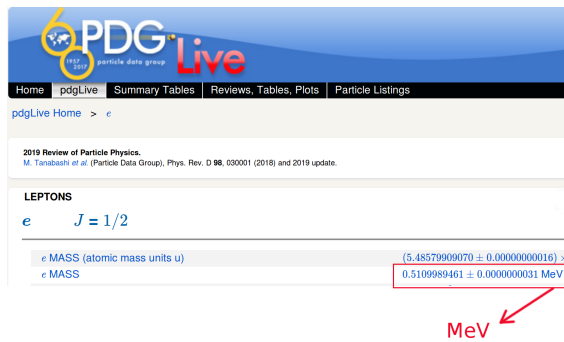 60 PDG Live
1957
2017
particle data group
Home pdgLive Summary Tables Reviews, Tables, Plots Particle Listings
pdgLive Home > e
2019 Review of Particle Physics.
M. Tanabashi et al. (Particle Data Group), Phys. Rev. D 98, 030001 (2018) and 2019 update.
LEPTONS
e J = 1/2
e MASS (atomic mass units u) (5.48579909070 ± 0.00000000016) ×
e MASS 0.5109989461 ± 0.0000000031 MeV
MeV